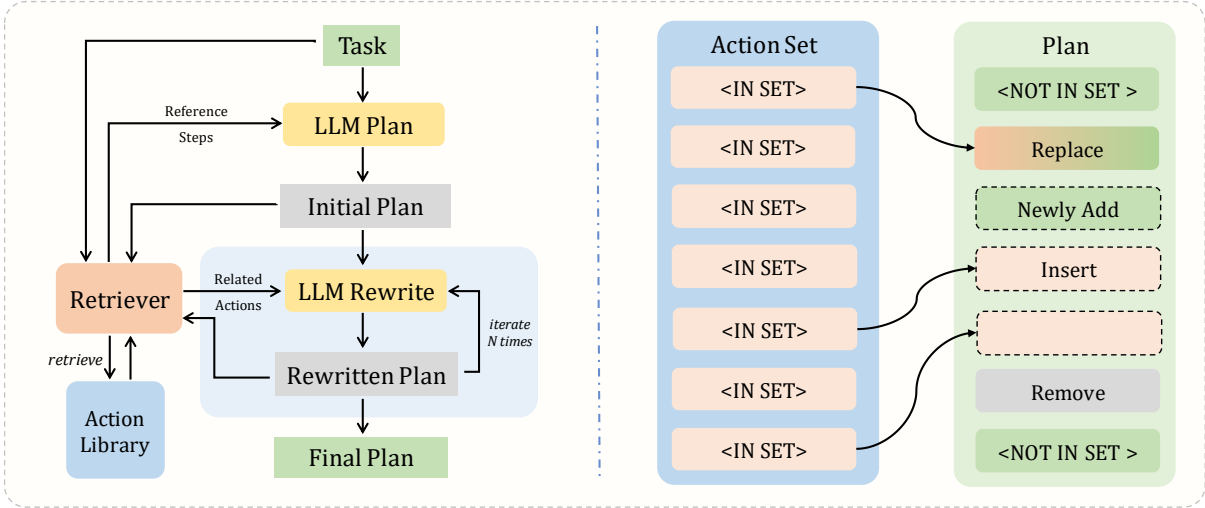 Task
Reference
Steps
LLM Plan
Initial Plan
Retriever
Related
Actions
LLM Rewrite
iterate
N times
retrieve
Rewritten Plan
Action
Library
Final Plan
Action Set
<IN SET>
<IN SET>
<IN SET>
<IN SET>
<IN SET>
<IN SET>
<IN SET>
Plan
<NOT IN SET >
Replace
Newly Add
Insert
Remove
<NOT IN SET >